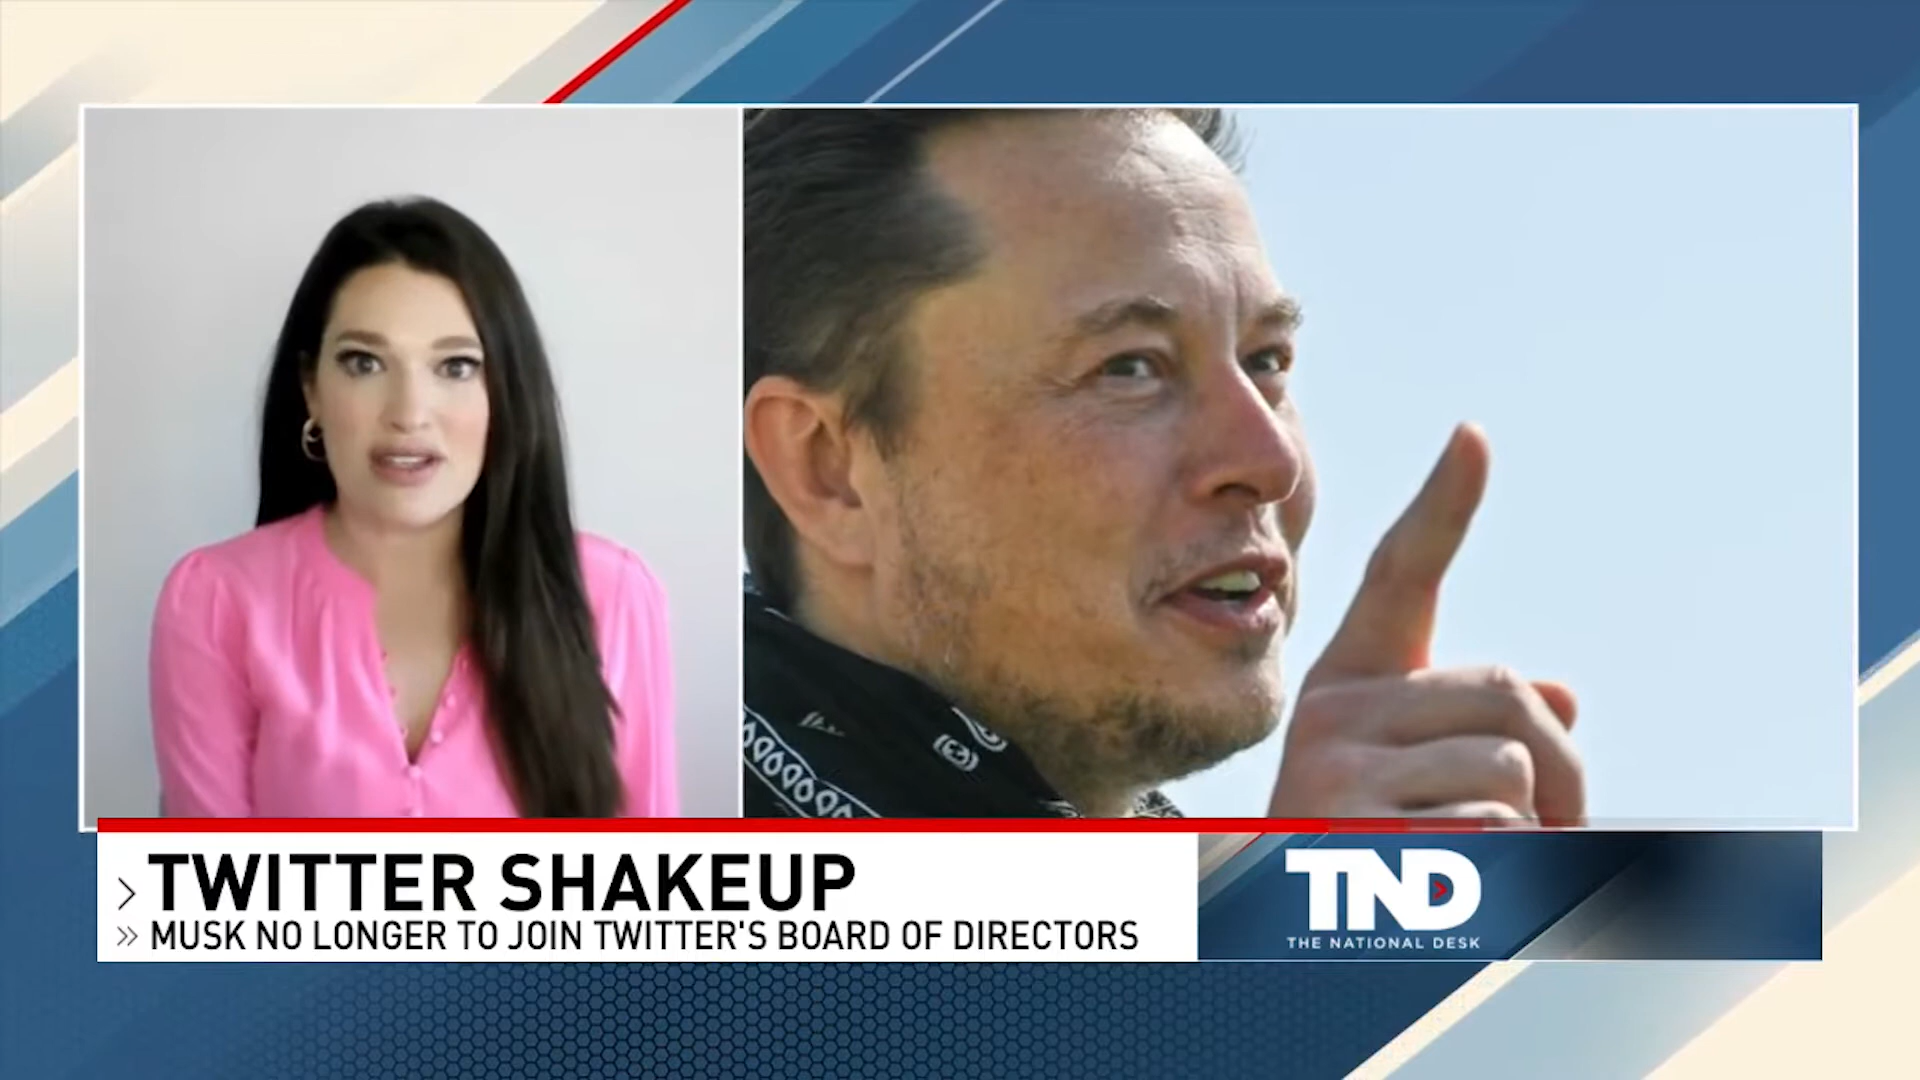 TWITTER SHAKEUP
MUSK NO LONGER TO JOIN TWITTER'S BOARD OF DIRECTORS
TND
THE NATIONAL DESK